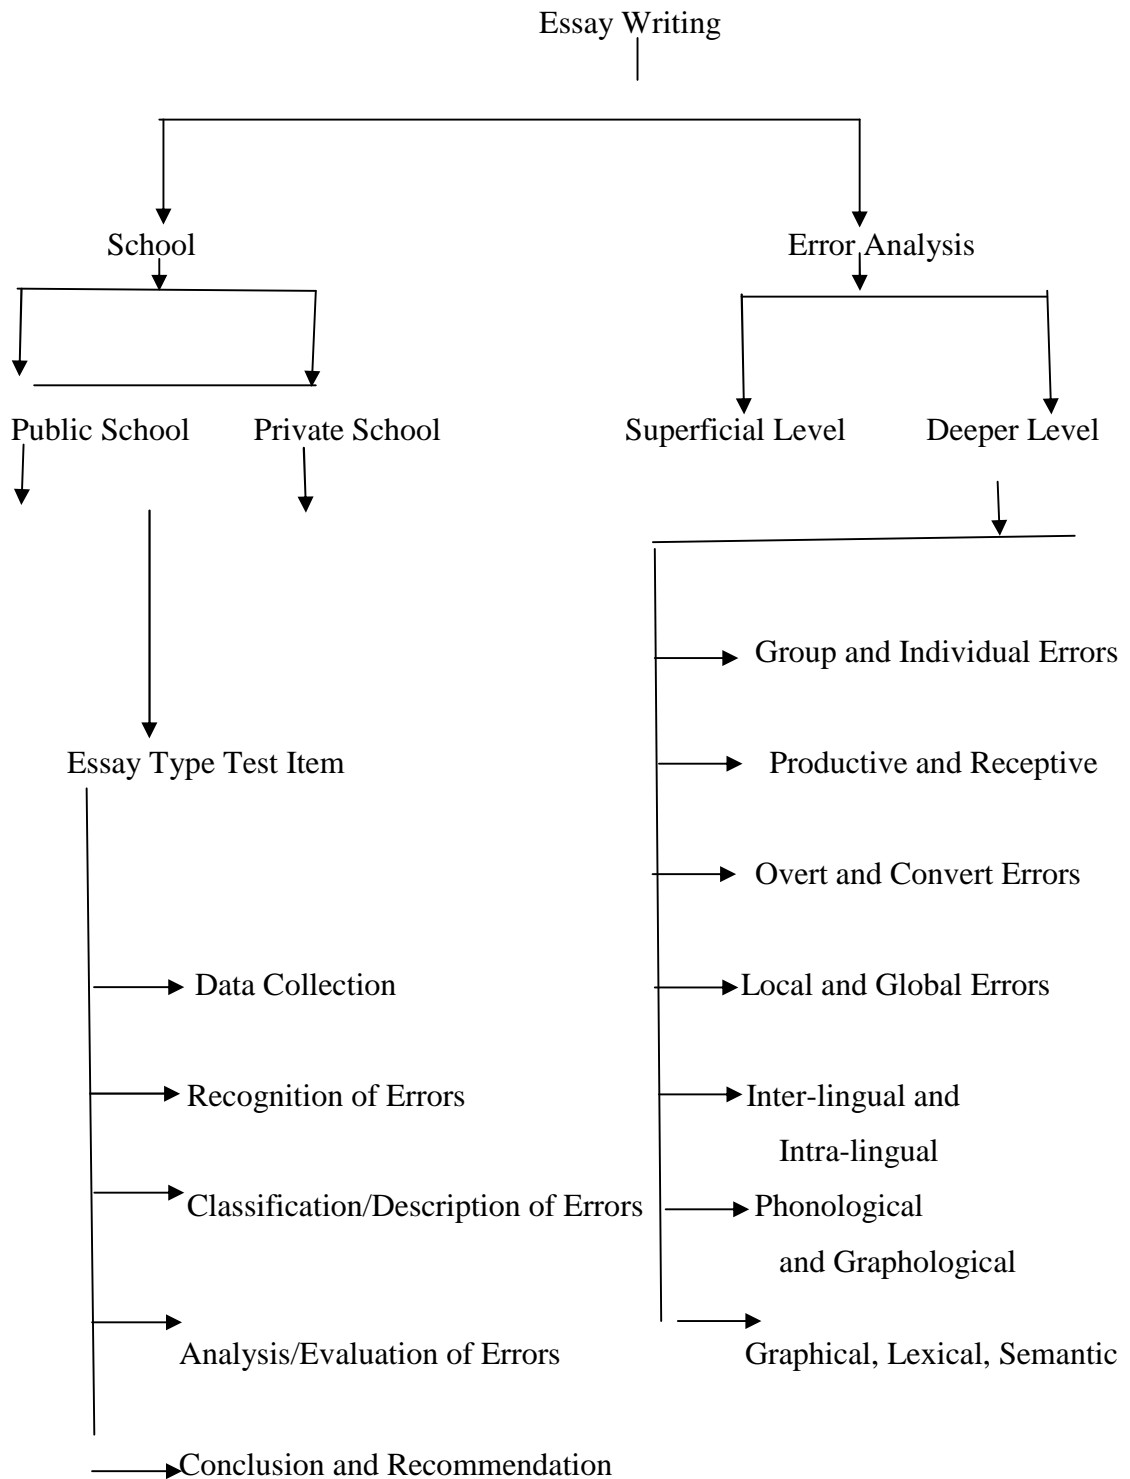 Essay Writing
School
Error Analysis
Public School
Private School
Superficial Level
Deeper Level
Essay Type Test Item
Data Collection
Recognition of Errors
Classification/Description of Errors
Analysis/Evaluation of Errors
Conclusion and Recommendation
Group and Individual Errors
Productive and Receptive
Overt and Convert Errors
Local and Global Errors
Inter-lingual and
Intra-lingual
Phonological
and Graphological
Graphical, Lexical, Semantic